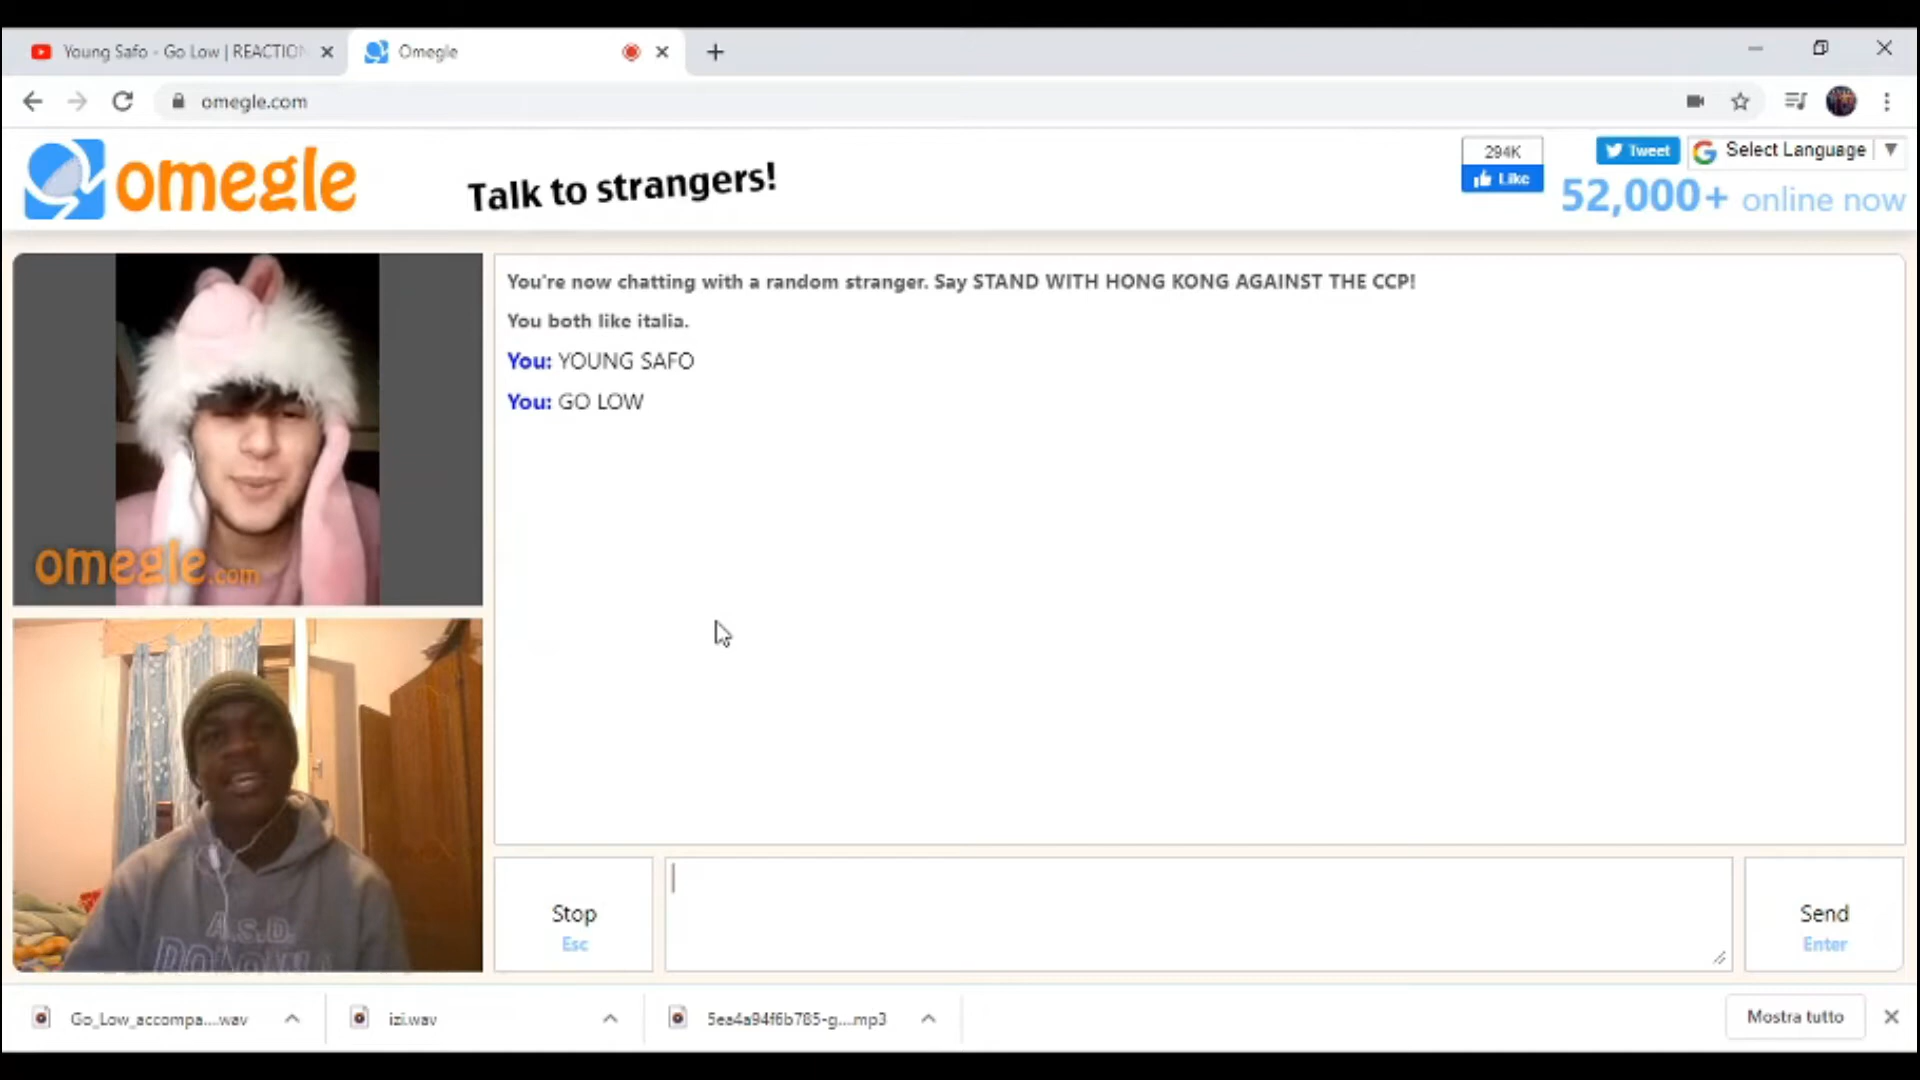 Young Safo - Go Low | REACTION
Omegle
omegle.com
omegle
Talk to strangers!
294K
Like
Tweet
Select Language
52,000+ online now
You're now chatting with a random stranger. Say STAND WITH HONG KONG AGAINST THE CCP!
You both like italia.
You: YOUNG SAFO
You: GO LOW
omegle.com
A.S.D.
Stop
Esc
Send
Enter
Go_Low_accompa....wav
izi.wav
5ea4a94f6b785-g....mp3
Mostra tutto